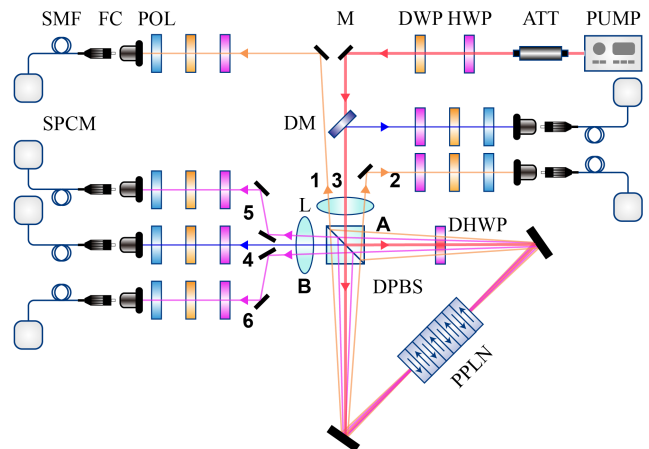 SMF FC POL M DWP HWP ATT PUMP
DM
SPCM
1 3 2
5 L A DHWP
4
B DPBS
6
PPLN